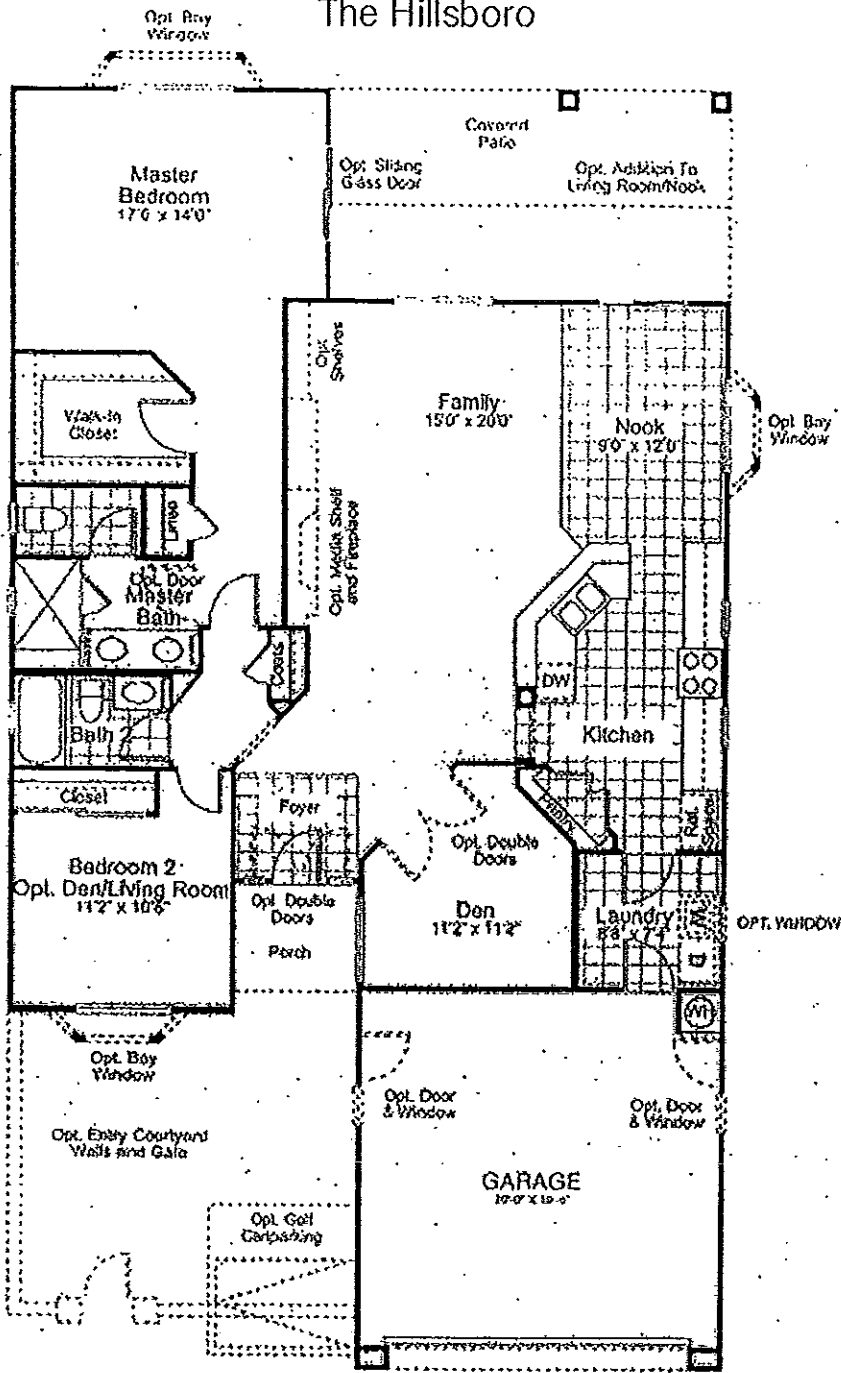 The Hillsboro
Opt. Bay
Window
Covered
Patio
Master
Bedroom
17'0" x 14'0"
Opt. Sliding
Glass Door
Opt. Addition To
Living Room/Nook
Opt.
Shelves
Family
15'0" x 20'0"
Nook
9'0" x 12'0"
Opt. Bay
Window
Walk-In
Closet
Linen
Opt. Media Shelf
and Fireplace
Opt. Door
Master
Bath
Coats
DW
Kitchen
Bath 2
Closet
Foyer
Pantry
Ref.
Space
Opt. Double
Doors
Bedroom 2
Opt. Den/Living Room
11'2" x 10'6"
Opt. Double
Doors
Den
11'2" x 11'2"
Laundry
W
D
OPT. WINDOW
Porch
WH
Opt. Bay
Window
Opt. Door
& Window
Opt. Door
& Window
Opt. Entry Courtyard
Walls and Gate
GARAGE
Opt. Golf
Carparking